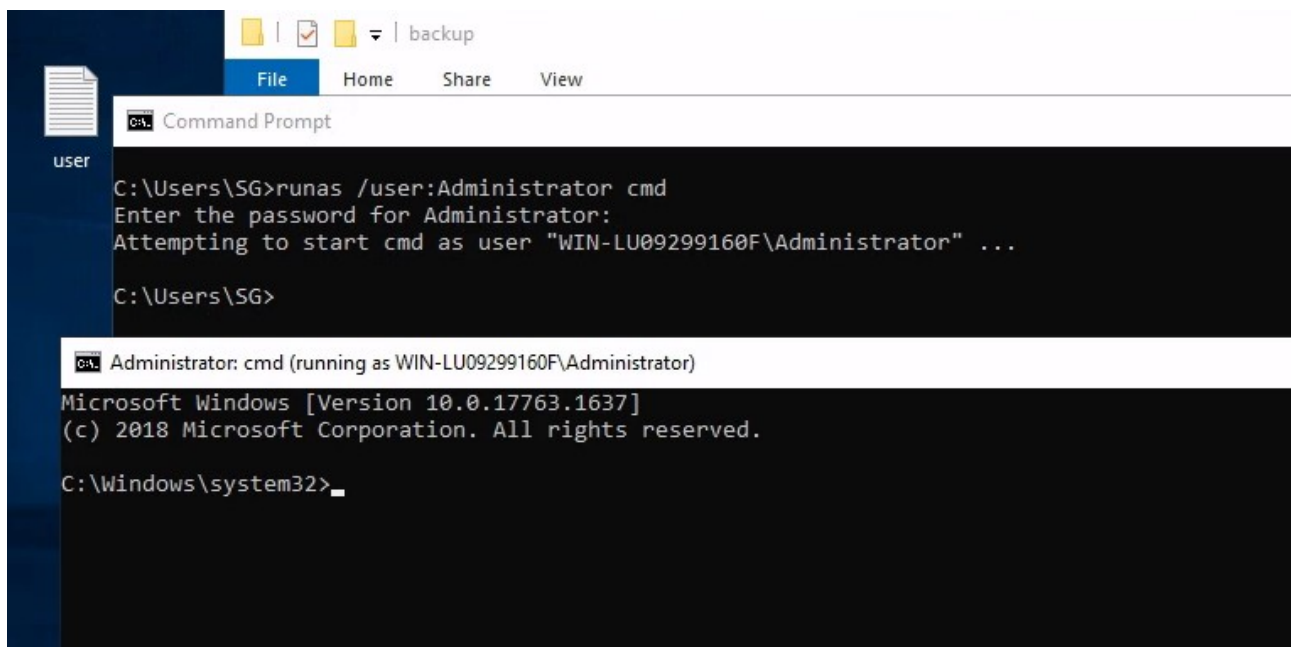 backup
File Home Share View
Command Prompt
user
C:\Users\SG>runas /user:Administrator cmd
Enter the password for Administrator:
Attempting to start cmd as user "WIN-LU09299160F\Administrator" ...
C:\Users\SG>
Administrator: cmd (running as WIN-LU09299160F\Administrator)
Microsoft Windows [Version 10.0.17763.1637]
(c) 2018 Microsoft Corporation. All rights reserved.
C:\Windows\system32>